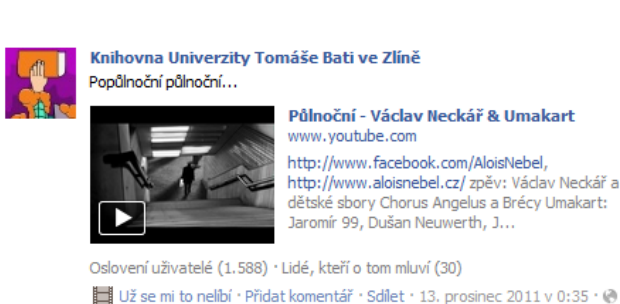 Knihovna Univerzity Tomáše Bati ve Zlíně
Popůlnoční půlnoční...
Půlnoční - Václav Neckář & Umakart
www.youtube.com
http://www.facebook.com/AloisNebel,
http://www.aloisnebel.cz/ zpěv: Václav Neckář a
dětské sbory Chorus Angelus a Brécy Umakart:
Jaromír 99, Dušan Neuwerth, J...
Oslovení uživatelé (1.588) · Lidé, kteří o tom mluví (30)
Už se mi to nelíbí · Přidat komentář · Sdílet · 13. prosinec 2011 v 0:35 ·